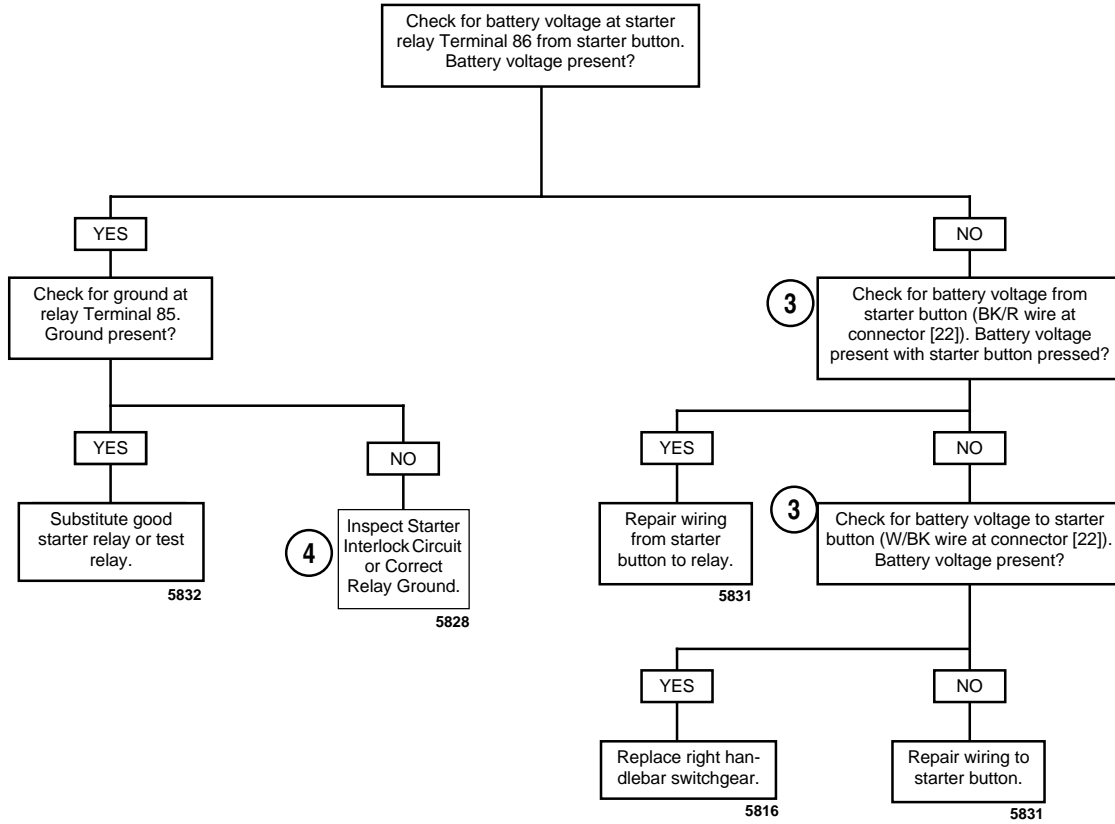 Check for battery voltage at starter
relay Terminal 86 from starter button.
Battery voltage present?
YES
NO
Check for ground at
relay Terminal 85.
Ground present?
3
Check for battery voltage from
starter button (BK/R wire at
connector [22]). Battery voltage
present with starter button pressed?
YES
NO
YES
NO
Substitute good
starter relay or test
relay.
5832
4
Inspect Starter
Interlock Circuit
or Correct
Relay Ground.
5828
Repair wiring
from starter
button to relay.
5831
3
Check for battery voltage to starter
button (W/BK wire at connector [22]).
Battery voltage present?
YES
NO
Replace right han-
dlebar switchgear.
5816
Repair wiring to
starter button.
5831